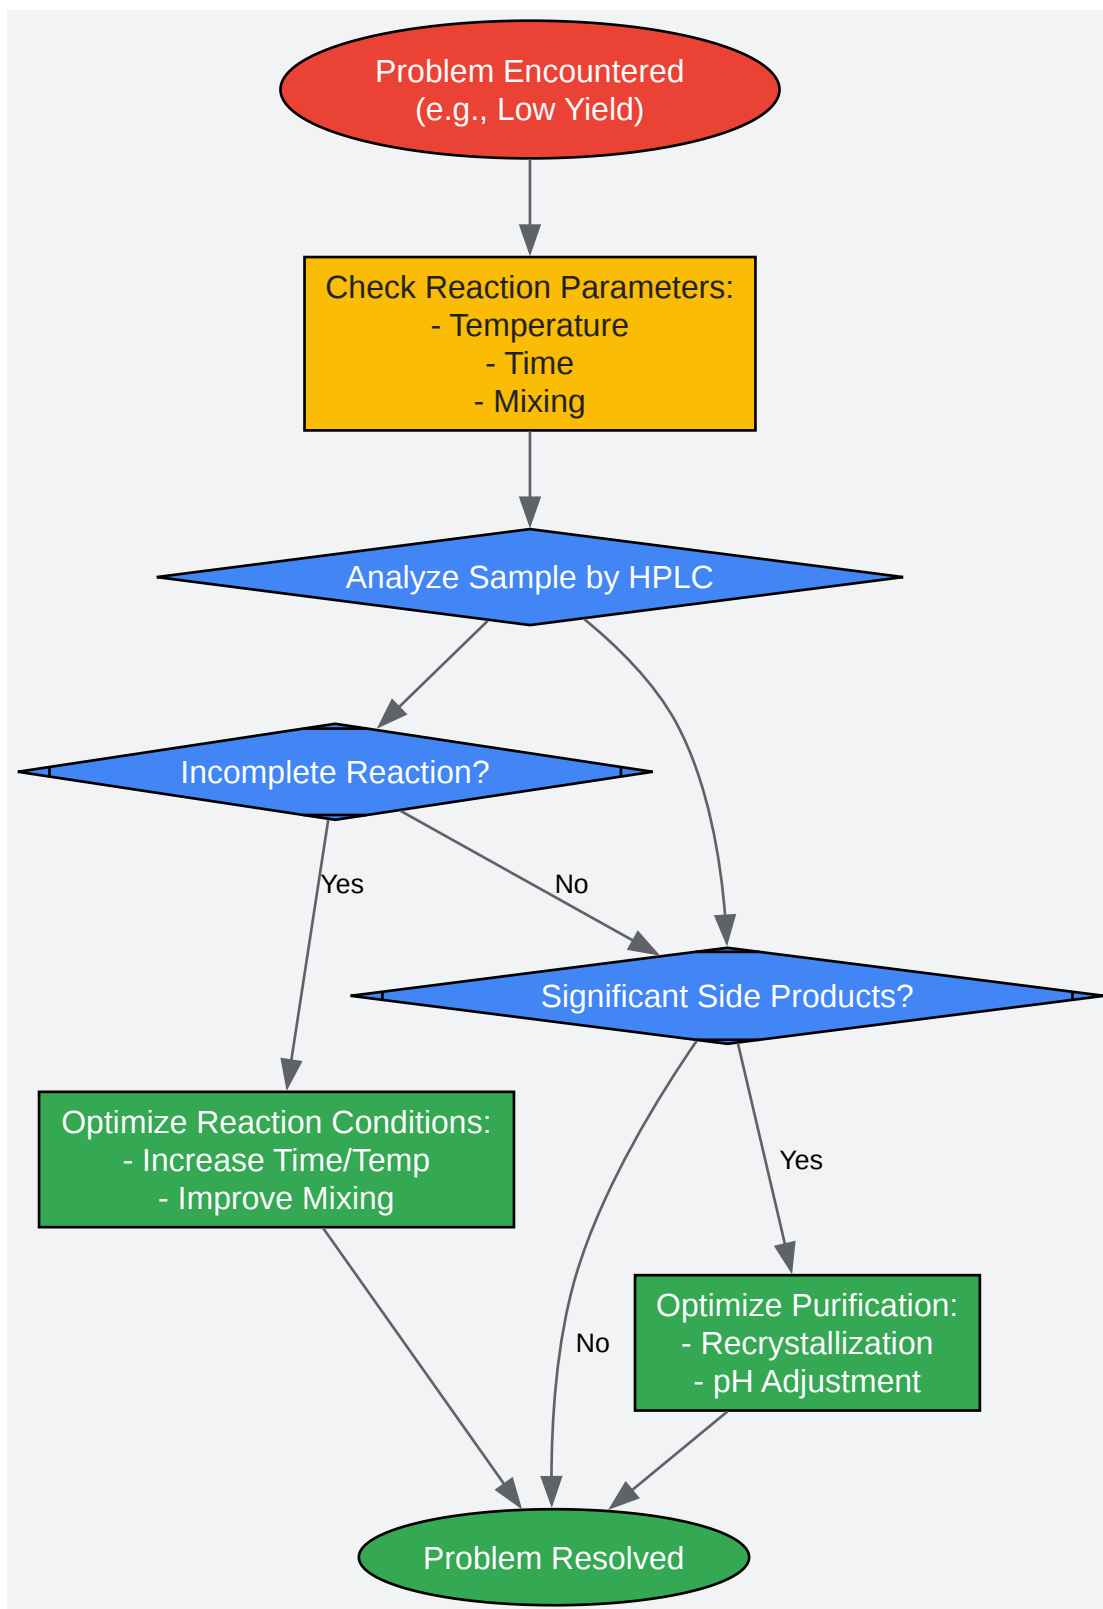 Problem Encountered
(e.g., Low Yield)
Check Reaction Parameters:
- Temperature
- Time
- Mixing
Analyze Sample by HPLC
Incomplete Reaction?
Yes
No
Significant Side Products?
Optimize Reaction Conditions:
- Increase Time/Temp
- Improve Mixing
Yes
No
Optimize Purification:
- Recrystallization
- pH Adjustment
Problem Resolved